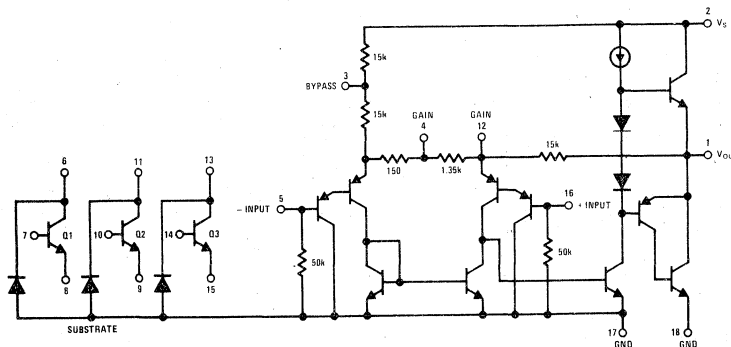 2
Vs
15k
3
BYPASS
15k
GAIN
4
GAIN
12
15k
1
VOU
150
1.35k
6
11
13
5
- INPUT
16
+ INPUT
7
Q1
10
Q2
14
Q3
50k
50k
8
9
15
SUBSTRATE
17
GND
18
GND